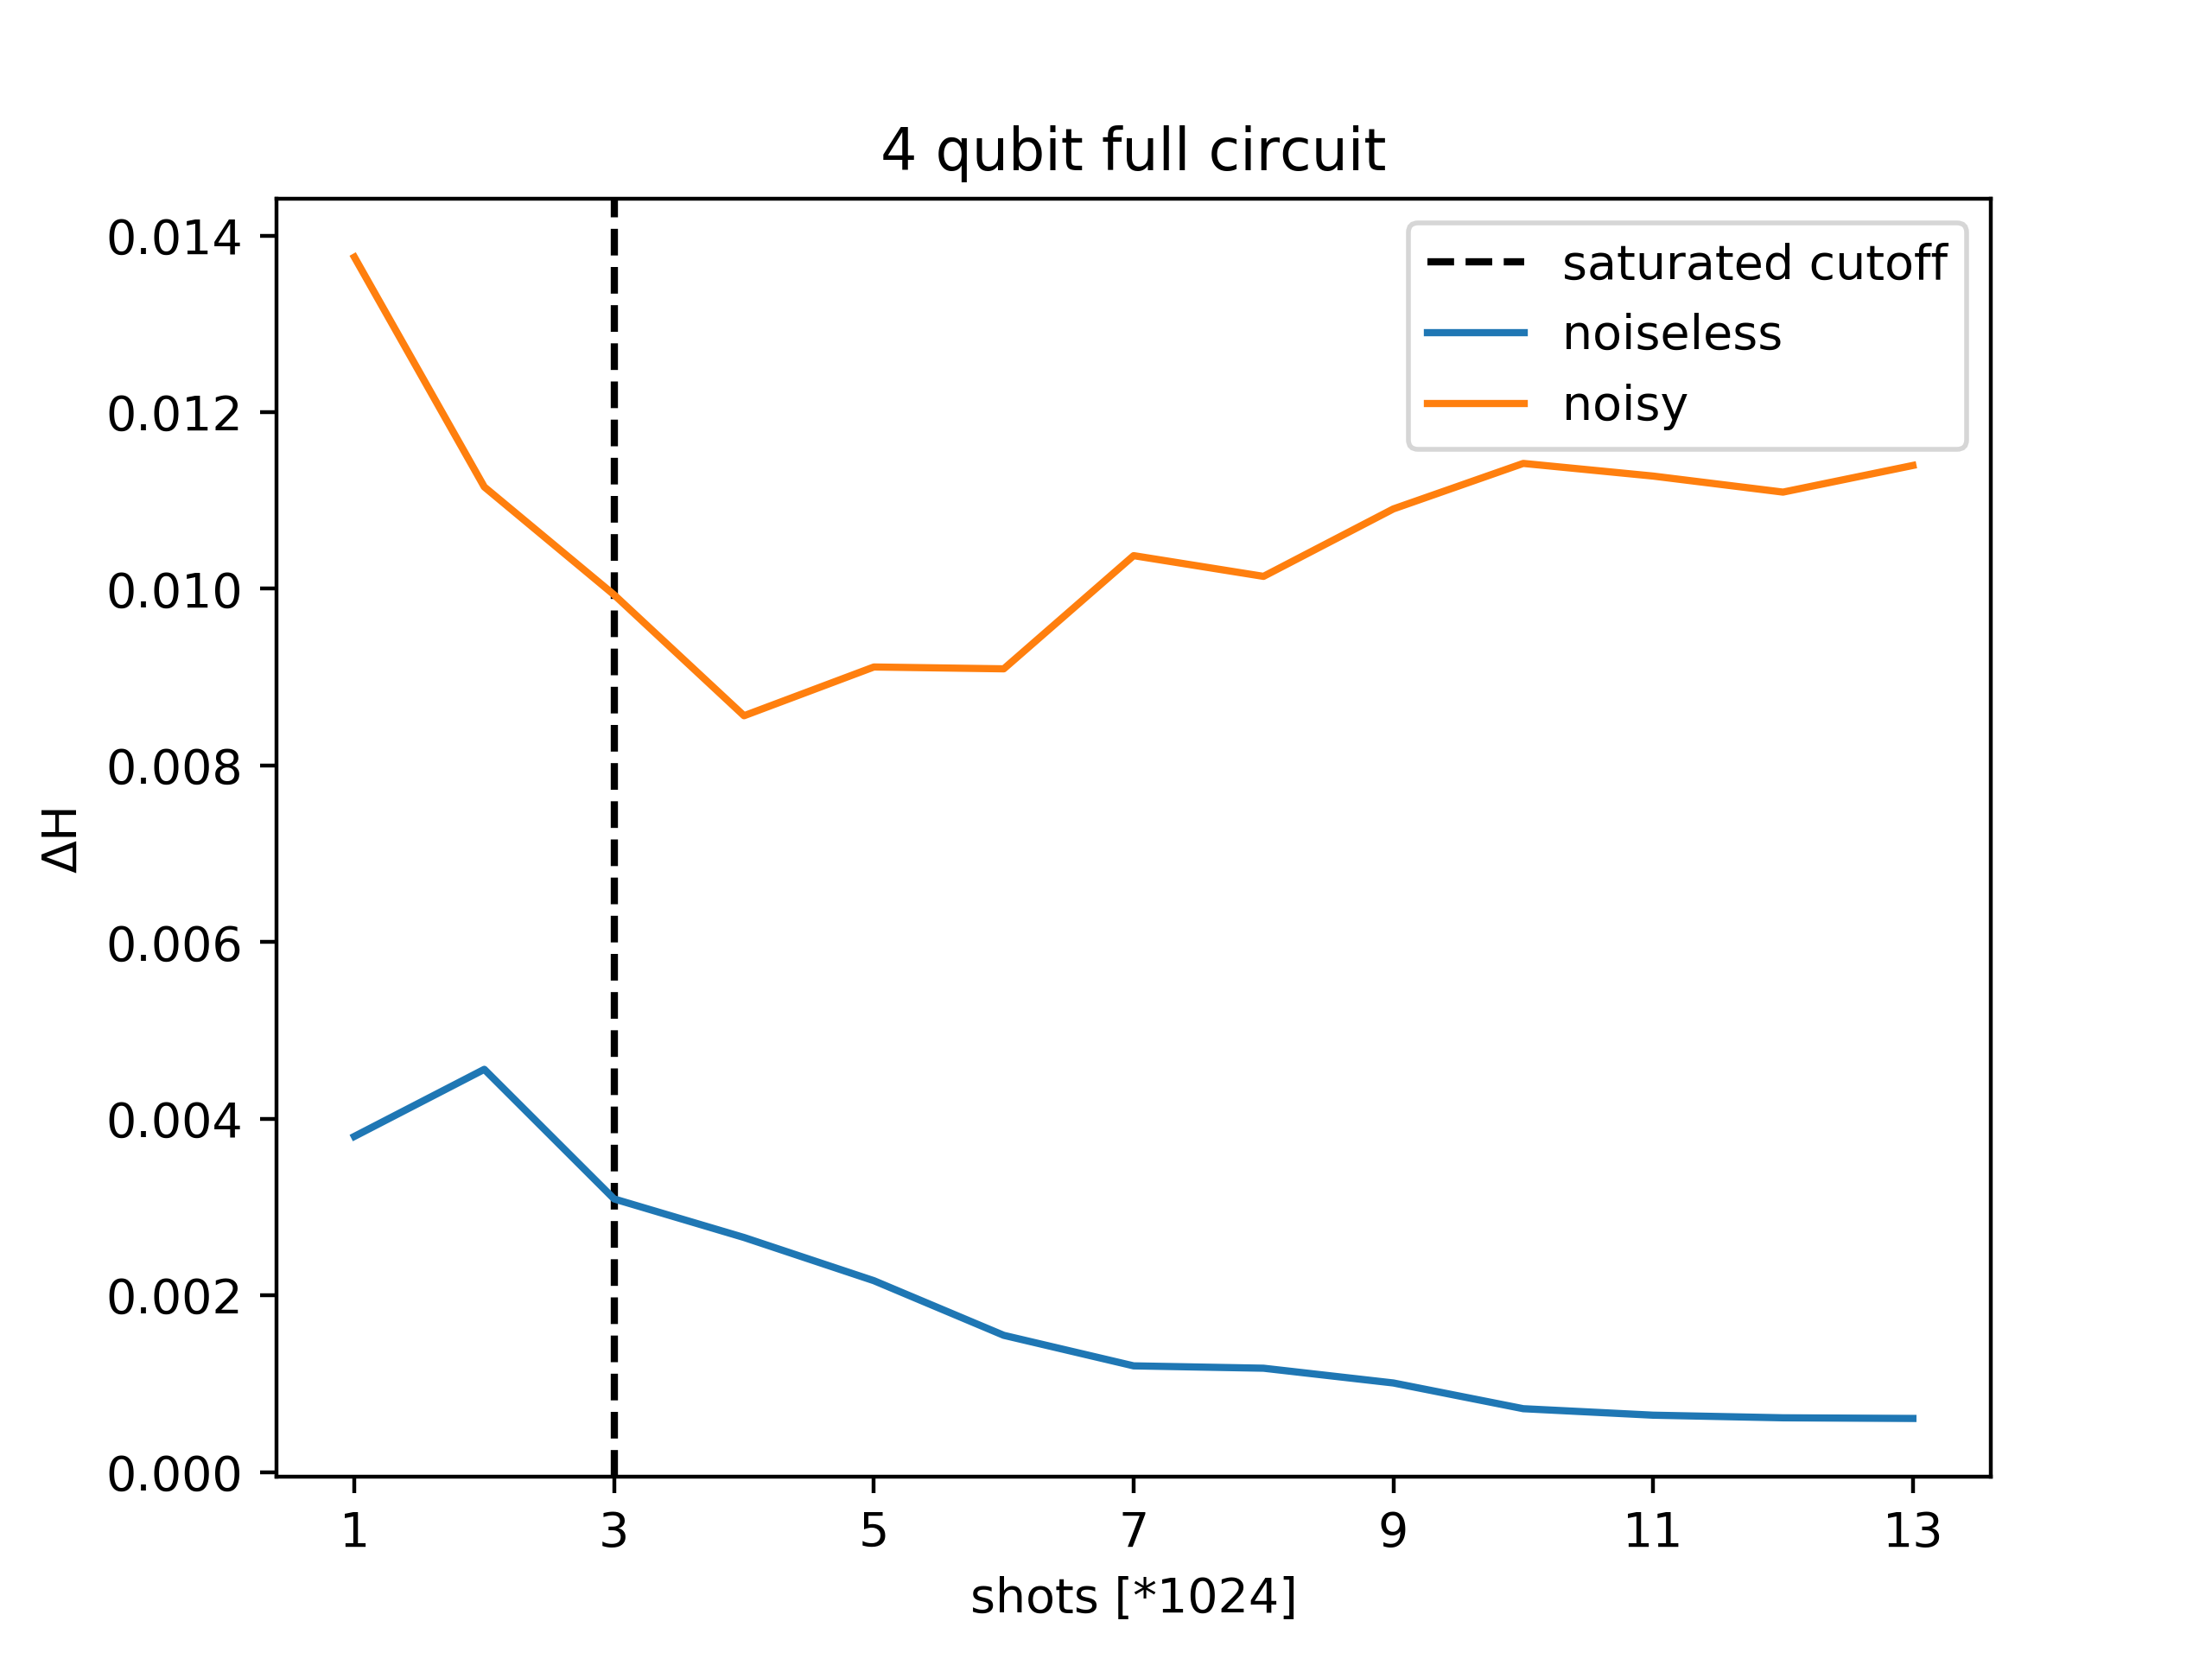 4 qubit full circuit
saturated cutoff
noiseless
noisy
0.014
0.012
0.010
0.008
0.006
0.004
0.002
0.000
ΔH
1 3 5 7 9 11 13
shots [*1024]